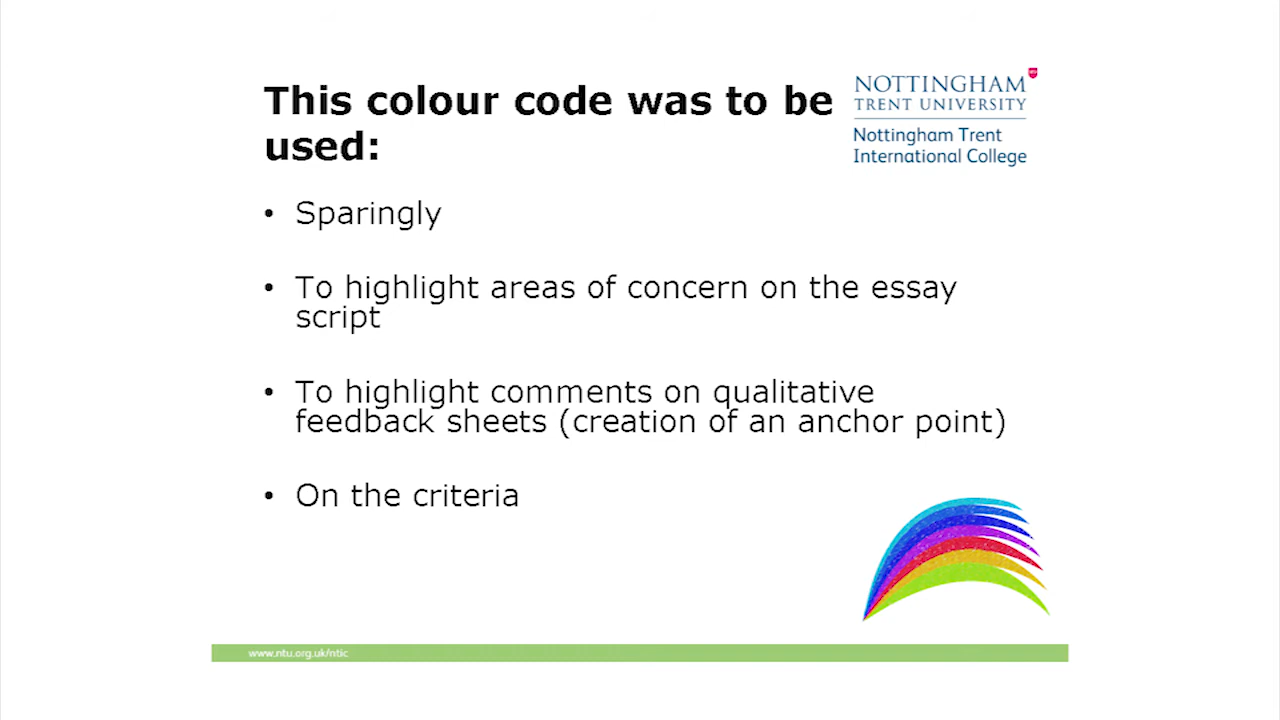 This colour code was to be
used:
NOTTINGHAM
TRENT UNIVERSITY
Nottingham Trent
International College
• Sparingly
• To highlight areas of concern on the essay
script
• To highlight comments on qualitative
feedback sheets (creation of an anchor point)
• On the criteria
www.ntu.org.uk/ntic